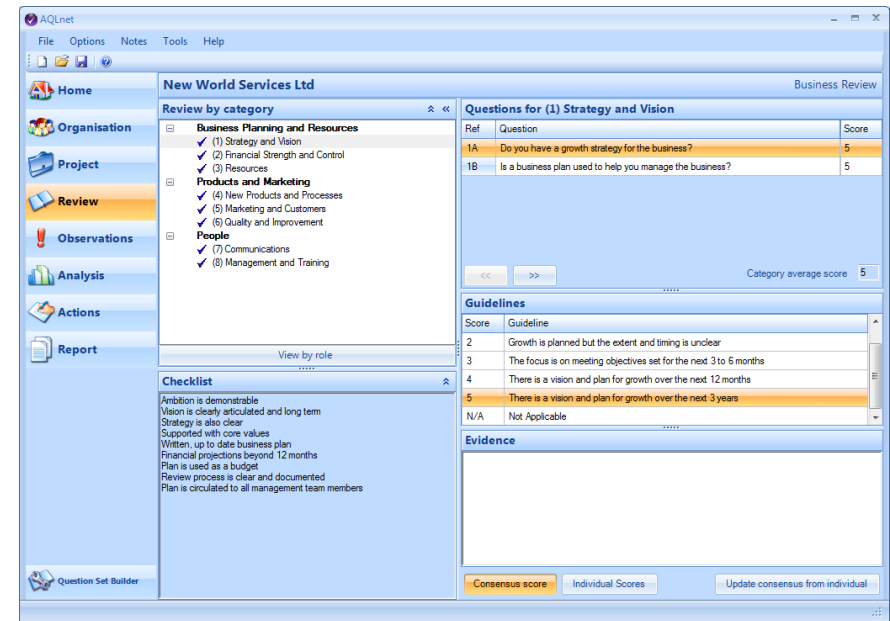 AQLnet
File Options Notes Tools Help
Home
Organisation
Project
Review
Observations
Analysis
Actions
Report
Question Set Builder
New World Services Ltd
Business Review
Review by category
Business Planning and Resources
(1) Strategy and Vision
(2) Financial Strength and Control
(3) Resources
Products and Marketing
(4) New Products and Processes
(5) Marketing and Customers
(6) Quality and Improvement
People
(7) Communications
(8) Management and Training
View by role
Checklist
Ambition is demonstrable
Vision is clearly articulated and long term
Strategy is also clear
Supported with core values
Written, up to date business plan
Financial projections beyond 12 months
Plan is used as a budget
Review process is clear and documented
Plan is circulated to all management team members
Questions for (1) Strategy and Vision
Ref Question Score
1A Do you have a growth strategy for the business? 5
1B Is a business plan used to help you manage the business? 5
<< >> Category average score 5
Guidelines
Score Guideline
2 Growth is planned but the extent and timing is unclear
3 The focus is on meeting objectives set for the next 3 to 6 months
4 There is a vision and plan for growth over the next 12 months
5 There is a vision and plan for growth over the next 3 years
N/A Not Applicable
Evidence
Consensus score Individual Scores Update consensus from individual